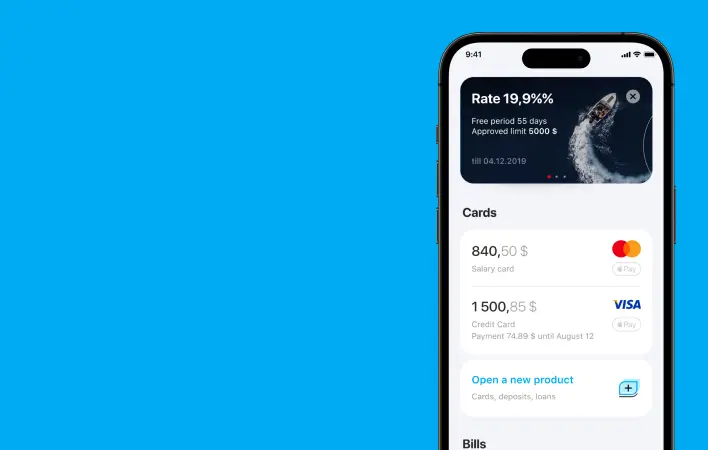 9:41
Rate 19,9%%
Free period 55 days
Approved limit 5000 $
till 04.12.2019
Cards
840,50 $
Salary card
Pay
1 500,85 $
VISA
Credit Card
Pay
Payment 74.89 $ until August 12
Open a new product
Cards, deposits, loans
Bills